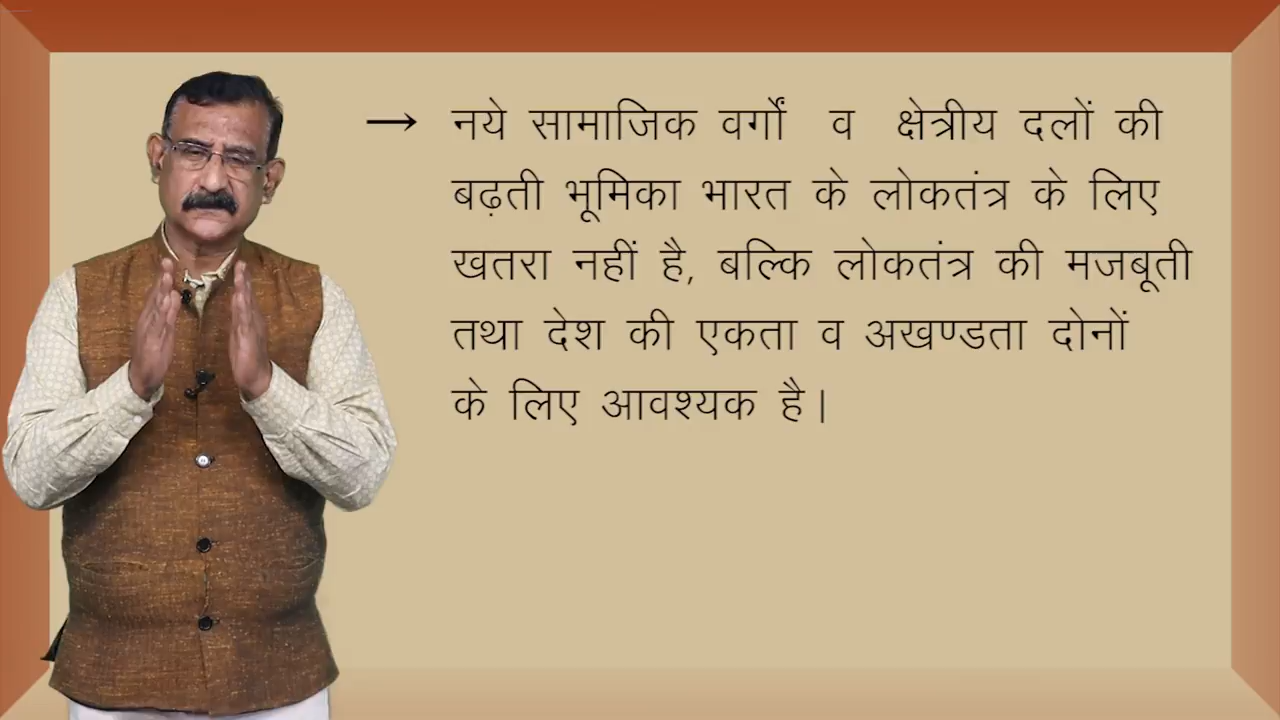 → नये सामाजिक वर्गों व क्षेत्रीय दलों की
बढ़ती भूमिका भारत के लोकतंत्र के लिए
खतरा नहीं है, बल्कि लोकतंत्र की मजबूती
तथा देश की एकता व अखण्डता दोनों
के लिए आवश्यक है।